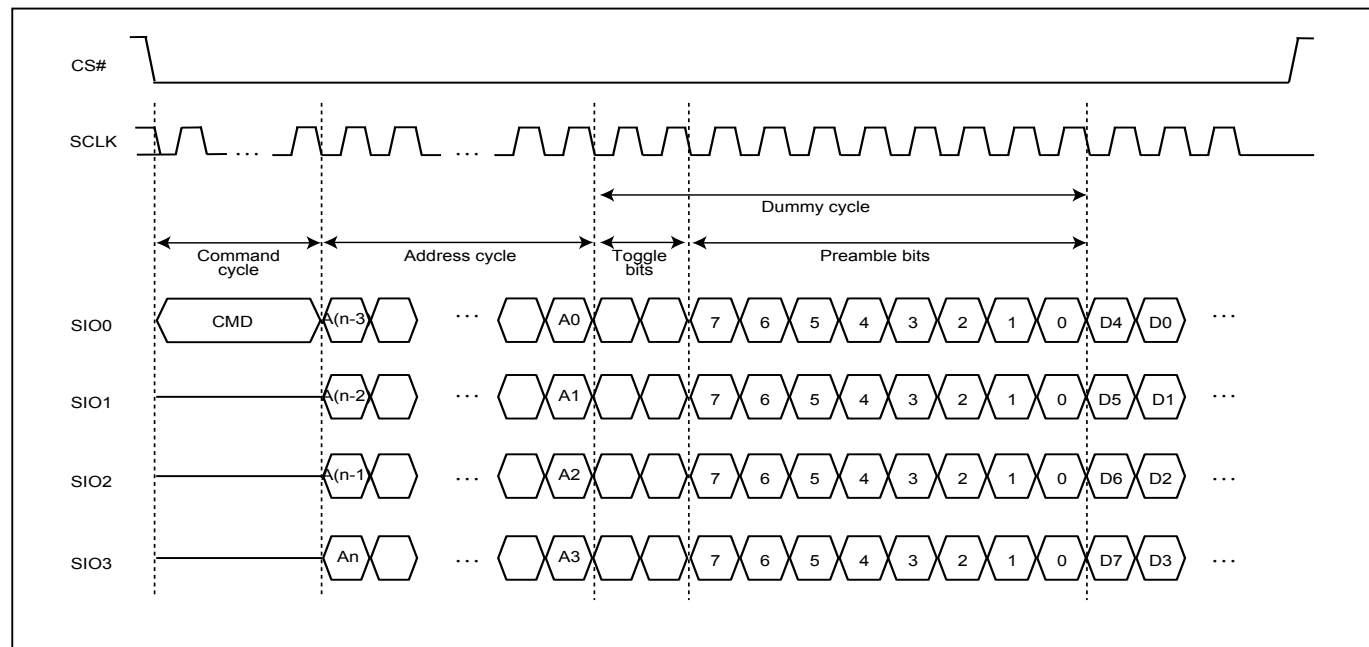 CS#
SCLK ... ...
Dummy cycle
Command cycle Address cycle Toggle bits Preamble bits
SIO0 CMD A(n-3) ... A0 7 6 5 4 3 2 1 0 D4 D0 ...
SIO1 A(n-2) ... A1 7 6 5 4 3 2 1 0 D5 D1 ...
SIO2 A(n-1) ... A2 7 6 5 4 3 2 1 0 D6 D2 ...
SIO3 An ... A3 7 6 5 4 3 2 1 0 D7 D3 ...